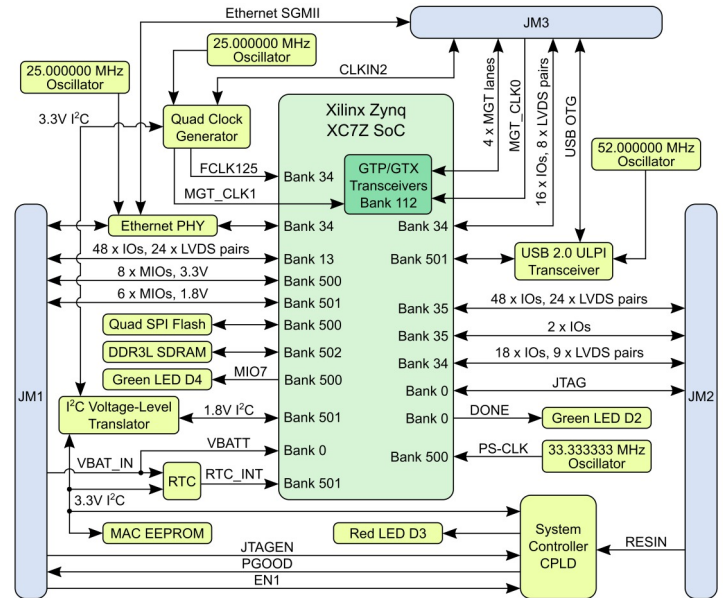 Ethernet SGMII
JM3
25.000000 MHz
Oscillator
CLKIN2
25.000000 MHz
Oscillator
4 x MGT lanes
MGT_CLK0
16 x IOs, 8 x LVDS pairs
USB OTG
3.3V I²C
Quad Clock
Generator
Xilinx Zynq
XC7Z SoC
52.000000 MHz
Oscillator
FCLK125
Bank 34
GTP/GTX
Transceivers
Bank 112
MGT_CLK1
Ethernet PHY
Bank 34
Bank 34
48 x IOs, 24 x LVDS pairs
Bank 13
Bank 501
USB 2.0 ULPI
Transceiver
8 x MIOs, 3.3V
Bank 500
6 x MIOs, 1.8V
Bank 501
Bank 35
48 x IOs, 24 x LVDS pairs
Quad SPI Flash
Bank 500
Bank 35
2 x IOs
DDR3L SDRAM
Bank 502
Bank 34
18 x IOs, 9 x LVDS pairs
Green LED D4
MIO7
Bank 500
Bank 0
JTAG
JM1
JM2
I²C Voltage-Level
Translator
1.8V I²C
Bank 501
Bank 0
DONE
Green LED D2
VBATT
Bank 0
Bank 500
PS-CLK
33.333333 MHz
Oscillator
VBAT_IN
RTC
RTC_INT
Bank 501
3.3V I²C
MAC EEPROM
Red LED D3
System
Controller
CPLD
RESIN
JTAGEN
PGOOD
EN1